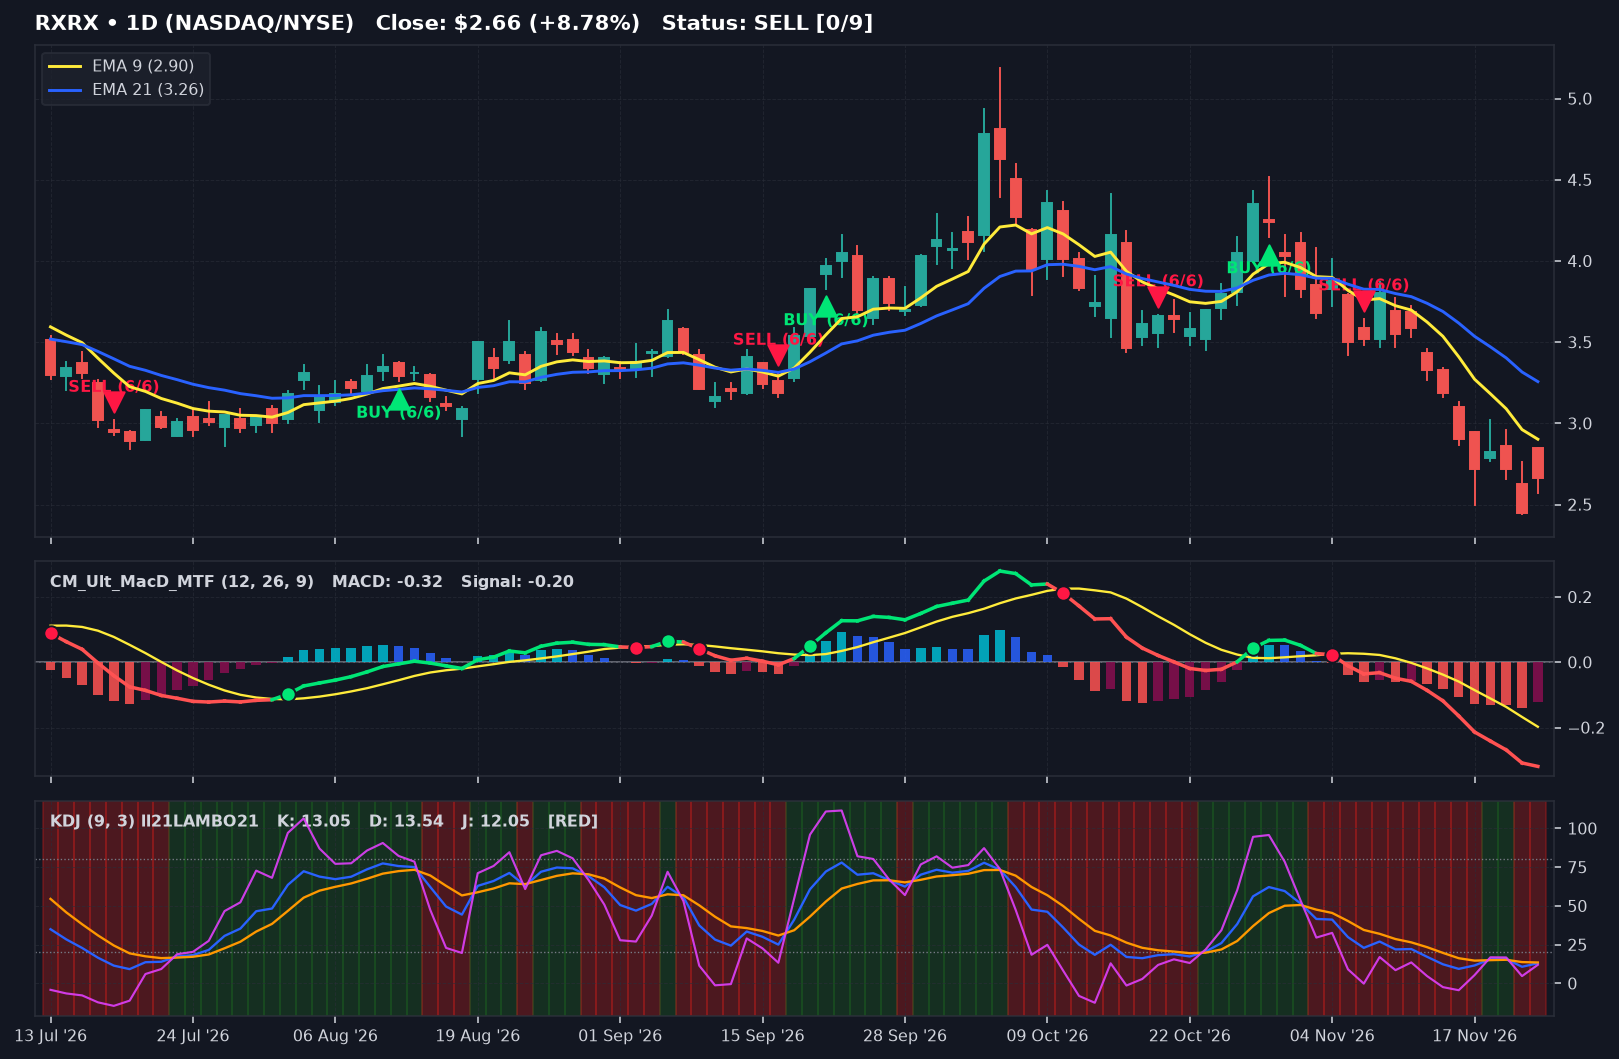 RXRX • 1D (NASDAQ/NYSE)   Close: $2.66 (+8.78%)   Status: SELL [0/9]
EMA 9 (2.90)
EMA 21 (3.26)
5.0
4.5
4.0
3.5
3.0
2.5
SELL (6/6)
BUY (6/6)
SELL (6/6)
BUY (6/6)
SELL (6/6)
BUY (6/6)
SELL (6/6)
CM_Ult_MacD_MTF (12, 26, 9)   MACD: -0.32   Signal: -0.20
0.2
0.0
−0.2
KDJ (9, 3) II21LAMBO21   K: 13.05   D: 13.54   J: 12.05   [RED]
100
75
50
25
0
13 Jul '26
24 Jul '26
06 Aug '26
19 Aug '26
01 Sep '26
15 Sep '26
28 Sep '26
09 Oct '26
22 Oct '26
04 Nov '26
17 Nov '26